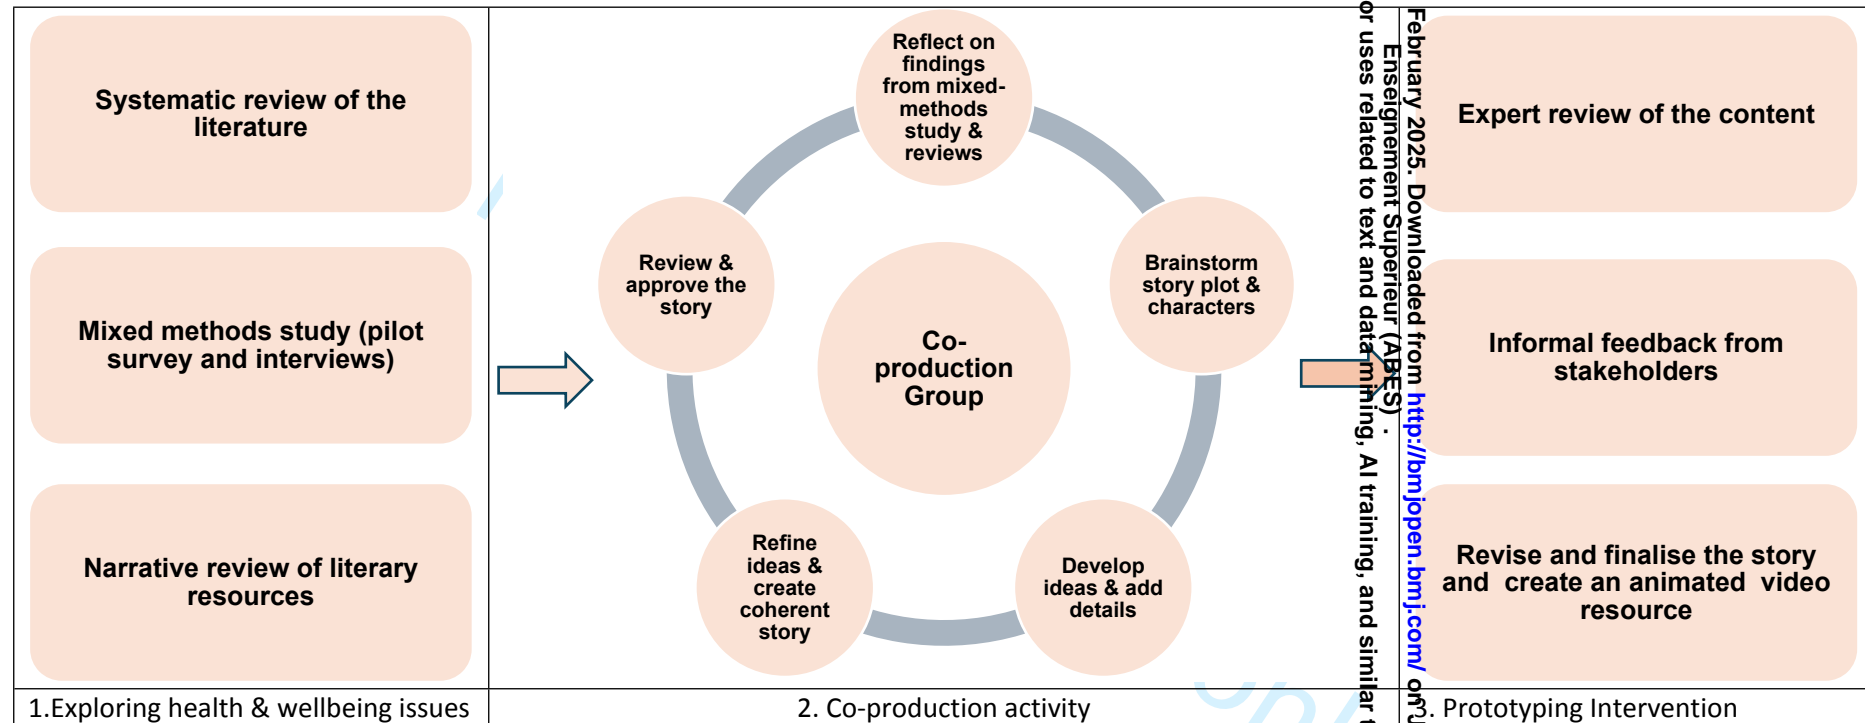 Systematic review of the
literature
Mixed methods study (pilot
survey and interviews)
Narrative review of literary
resources
1.Exploring health & wellbeing issues
Reflect on
findings
from mixed-
methods
study &
reviews
Brainstorm
story plot &
characters
Develop
ideas & add
details
Refine
ideas &
create
coherent
story
Review &
approve the
story
Co-
production
Group
2. Co-production activity
Expert review of the content
Informal feedback from
stakeholders
Revise and finalise the story
and create an animated video
resource
3. Prototyping Intervention
February 2025. Downloaded from http://bmjopen.bmj.com/ on
Enseignement Superieur (ABES) .
or uses related to text and data mining, AI training, and similar